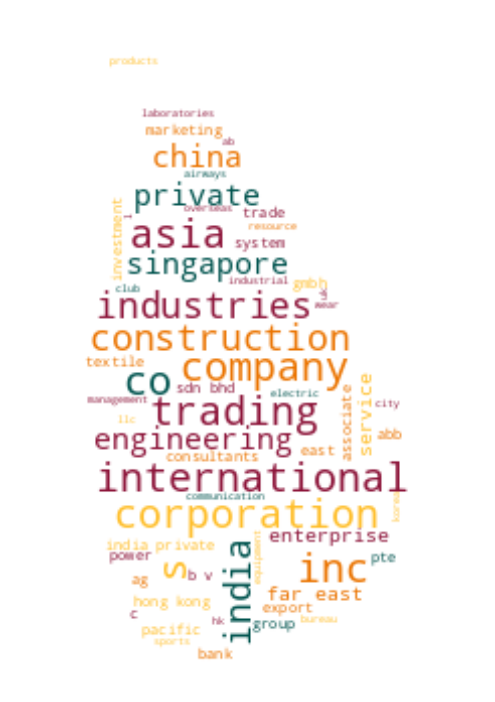 products
laboratories
marketing
ab
china
airways
private
overseas
trade
investment
l
resource
asia
system
singapore
industrial
gmbh
club
uk
industries
wear
construction
textile
company
co
sdn bhd
electric
management
trading
associate
service
city
llc
engineering
abb
east
consultants
international
communication
corporation
korea
enterprise
india private
power
india
equipment
s
b v
inc
pte
ag
far east
hong kong
export
c
hk
group
bureau
pacific
sports
bank